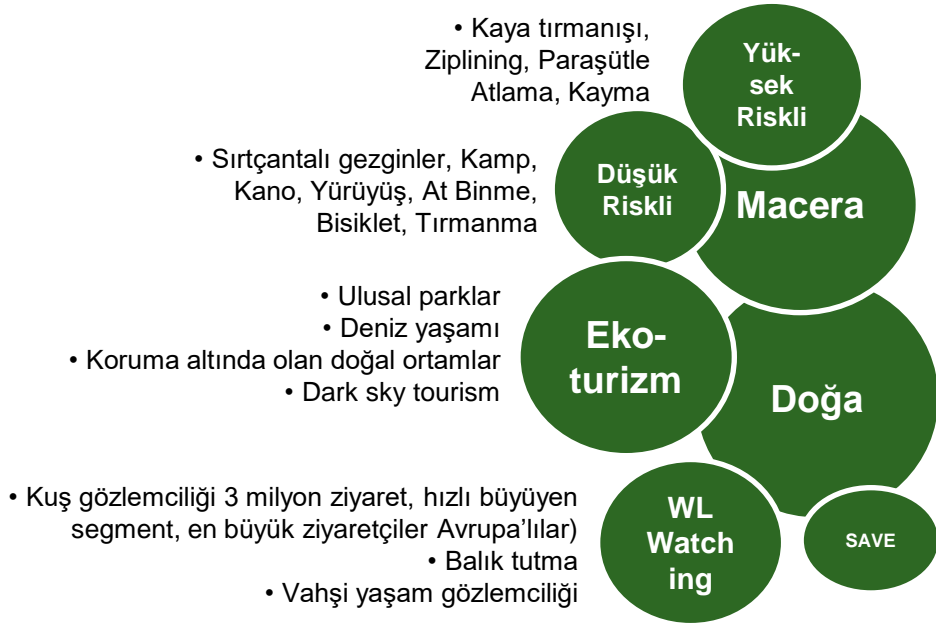 • Kaya tırmanışı,
Ziplining, Paraşütle
Atlama, Kayma
Yük-
sek
Riskli
• Sırtçantalı gezginler, Kamp,
Kano, Yürüyüş, At Binme,
Bisiklet, Tırmanma
Düşük
Riskli
Macera
• Ulusal parklar
• Deniz yaşamı
• Koruma altında olan doğal ortamlar
• Dark sky tourism
Eko-
turizm
Doğa
• Kuş gözlemciliği 3 milyon ziyaret, hızlı büyüyen
segment, en büyük ziyaretçiler Avrupa’lılar)
• Balık tutma
• Vahşi yaşam gözlemciliği
WL
Watch
ing
SAVE